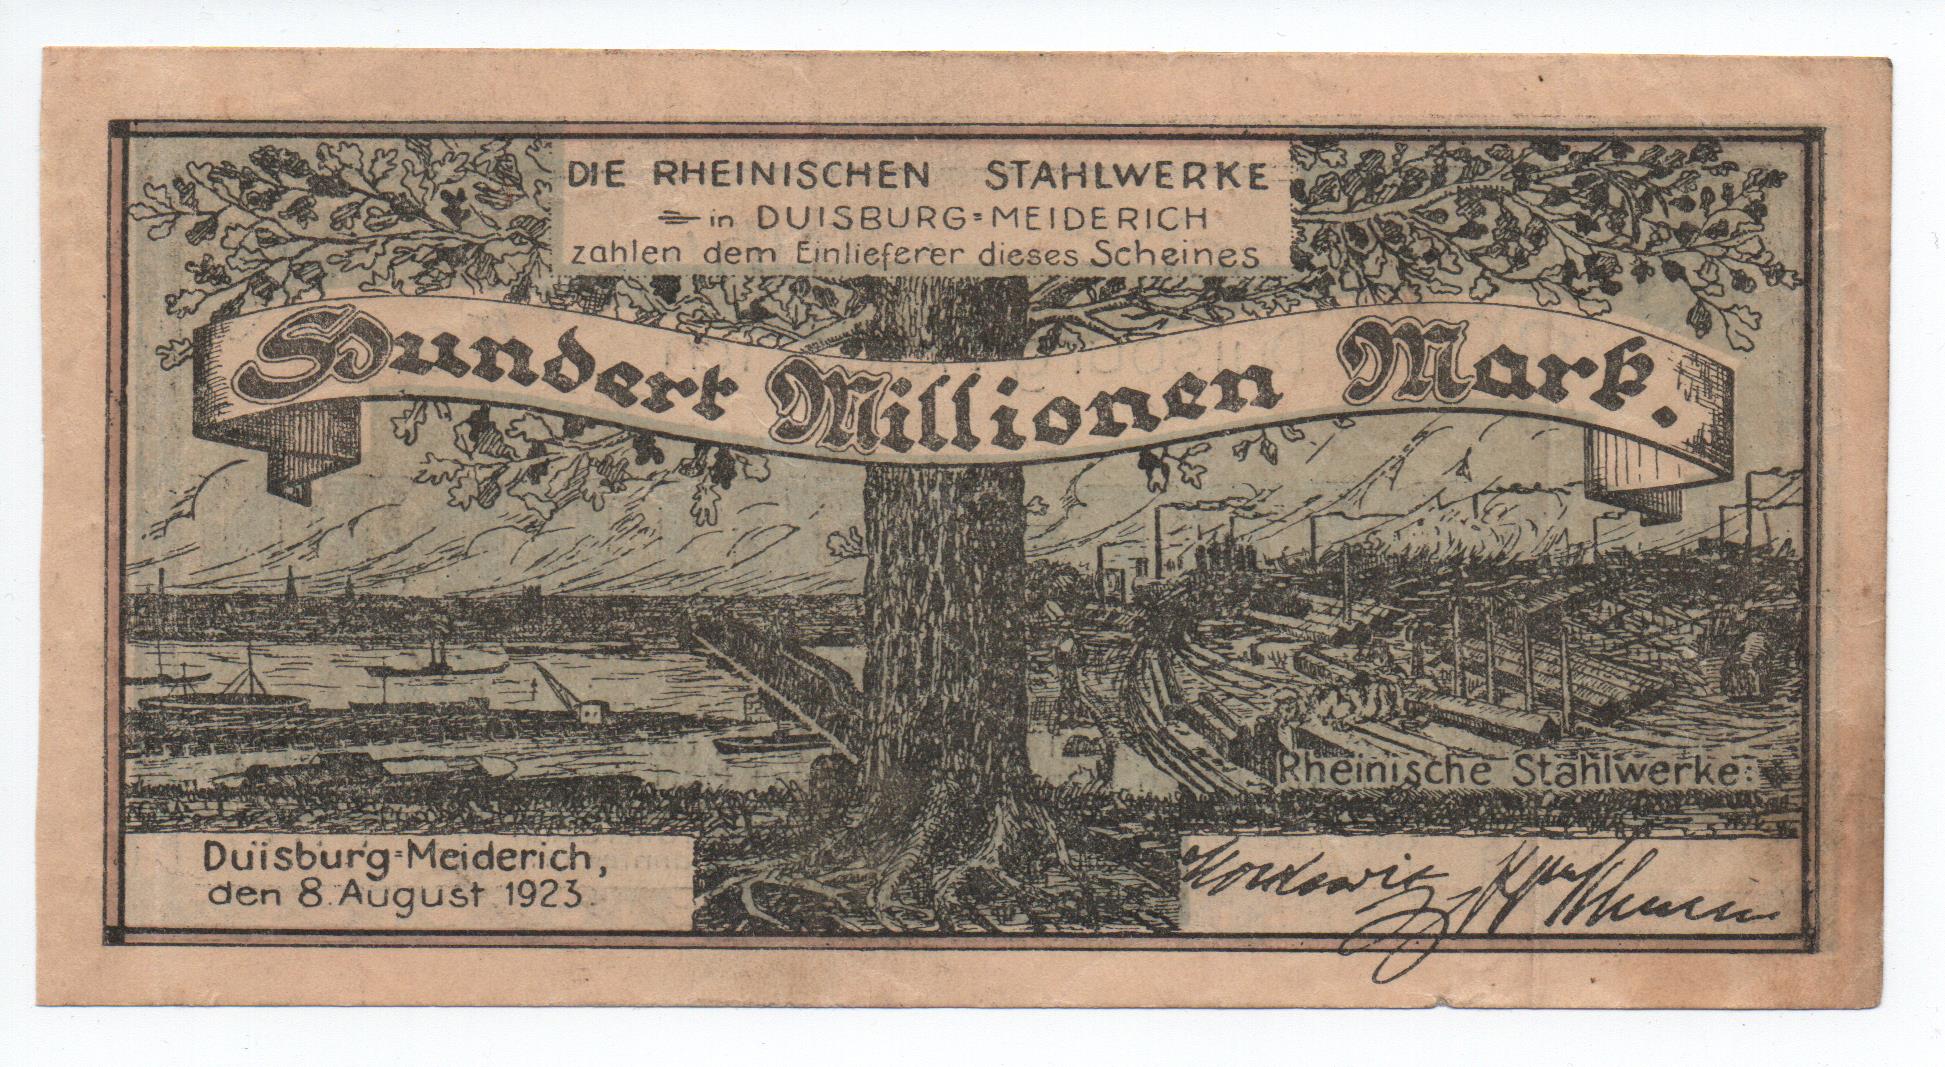 DIE RHEINISCHEN STAHLWERKE
in DUISBURG=MEIDERICH
zahlen dem Einlieferer dieses Scheines
Hundert Millionen Mark.
Rheinische Stahlwerke:
Duisburg=Meiderich,
den 8. August 1923.